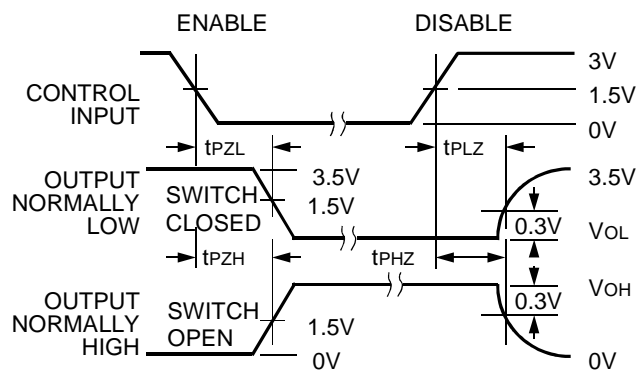 ENABLE DISABLE
3V
CONTROL
INPUT
1.5V
0V
tPZL tPLZ
OUTPUT
NORMALLY
LOW
SWITCH
CLOSED
3.5V
1.5V
3.5V
0.3V
VOL
tPZH tPHZ
OUTPUT
NORMALLY
HIGH
SWITCH
OPEN
1.5V
0V
VOH
0.3V
0V